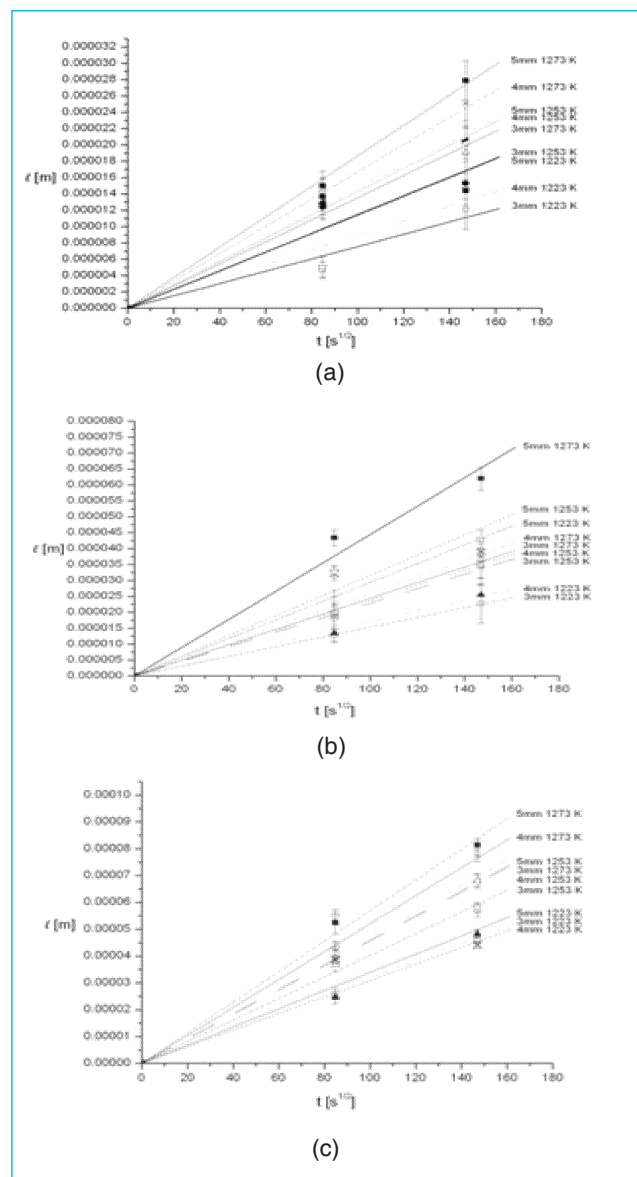 0.000032
0.000030
0.000028
0.000026
0.000024
0.000022
0.000020
0.000018
0.000016
0.000014
0.000012
0.000010
0.000008
0.000006
0.000004
0.000002
0.000000
ℓ [m]
5mm 1273 K
4mm 1273 K
5mm 1253 K
4mm 1253 K
3mm 1273 K
3mm 1253 K
5mm 1223 K
4mm 1223 K
3mm 1223 K
0 20 40 60 80 100 120 140 160 180
t [s^1/2]
(a)
0.000080
0.000075
0.000070
0.000065
0.000060
0.000055
0.000050
0.000045
0.000040
0.000035
0.000030
0.000025
0.000020
0.000015
0.000010
0.000005
0.000000
ℓ [m]
5mm 1273 K
5mm 1253 K
5mm 1223 K
4mm 1273 K
3mm 1273 K
4mm 1253 K
3mm 1253 K
4mm 1223 K
3mm 1223 K
0 20 40 60 80 100 120 140 160 180
t [s^1/2]
(b)
0.00010
0.00009
0.00008
0.00007
0.00006
0.00005
0.00004
0.00003
0.00002
0.00001
0.00000
ℓ [m]
5mm 1273 K
4mm 1273 K
5mm 1253 K
3mm 1273 K
4mm 1253 K
3mm 1253 K
5mm 1223 K
3mm 1223 K
4mm 1223 K
0 20 40 60 80 100 120 140 160 180
t [s^1/2]
(c)